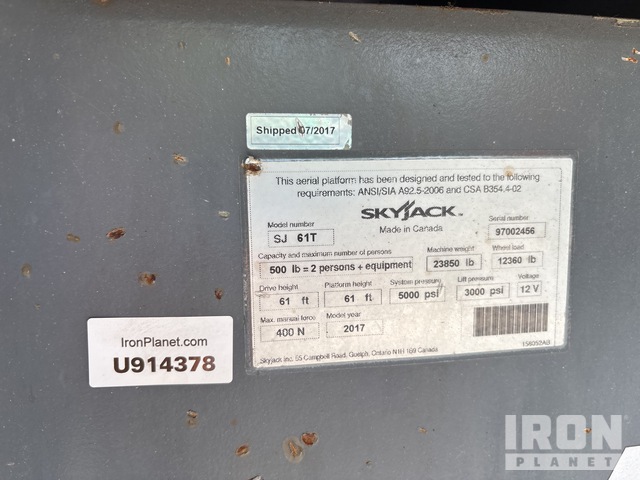 Shipped 07/2017
This aerial platform has been designed and tested to the following
requirements: ANSI/SIA A92.5-2006 and CSA B354.4-02
SKYJACK
Made in Canada
Model number
SJ 61T
Serial number
97002456
Capacity and maximum number of persons
500 lb = 2 persons + equipment
Machine weight
23850 lb
Wheel load
12360 lb
Drive height
61 ft
Platform height
61 ft
System pressure
5000 psi
Lift pressure
3000 psi
Voltage
12 V
Max. manual force
400 N
Model year
2017
156052AB
Skyjack Inc. 55 Campbell Road, Guelph, Ontario N1H 1B9 Canada
IronPlanet.com
U914378
IRON
PLANET